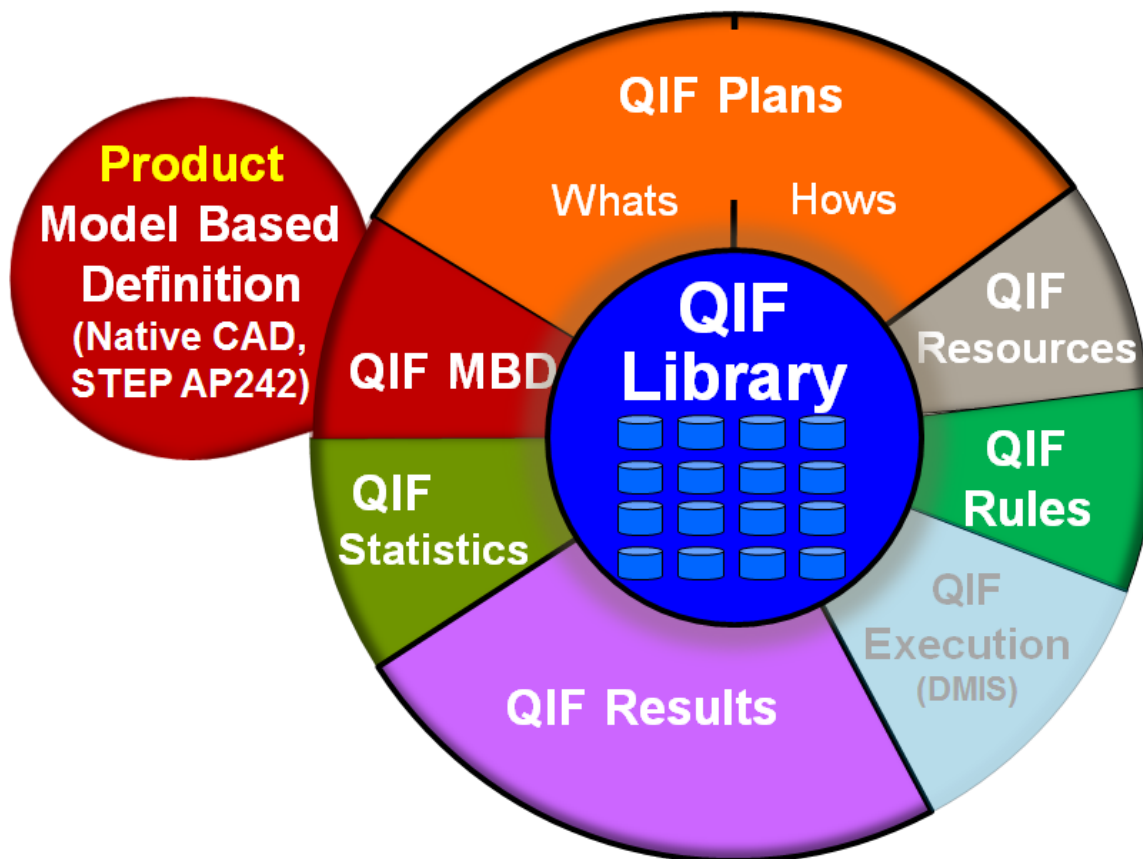 Product
Model Based
Definition
(Native CAD,
STEP AP242)
QIF Plans
Whats
Hows
QIF
Resources
QIF
Rules
QIF
Execution
(DMIS)
QIF Results
QIF
Statistics
QIF MBD
QIF
Library